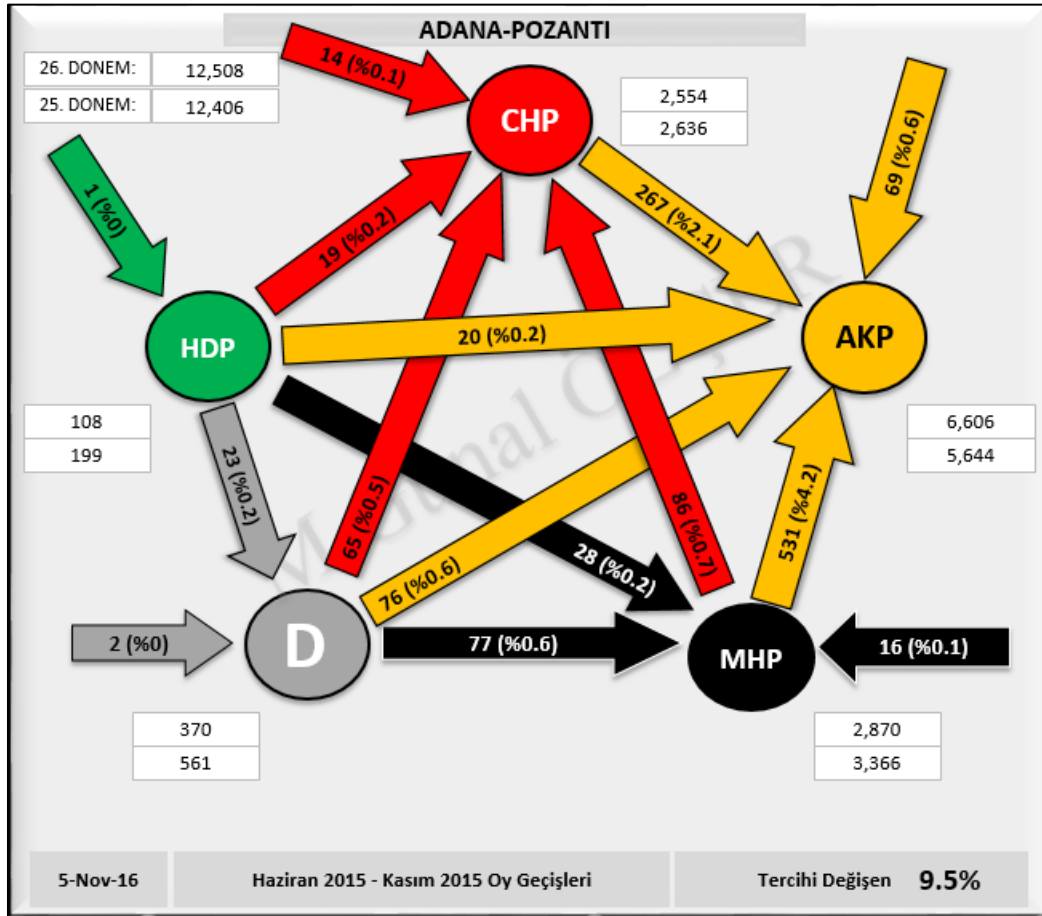 ADANA-POZANTI
26. DONEM: 12,508
25. DONEM: 12,406
14 (%0.1)
CHP
2,554
2,636
69 (%0.6)
1 (%0)
19 (%0.2)
267 (%2.1)
HDP
20 (%0.2)
AKP
108
199
6,606
5,644
23 (%0.2)
65 (%0.5)
76 (%0.6)
28 (%0.2)
86 (%0.7)
531 (%4.2)
2 (%0)
D
77 (%0.6)
MHP
16 (%0.1)
370
561
2,870
3,366
5-Nov-16
Haziran 2015 - Kasım 2015 Oy Geçişleri
Tercihi Değişen 9.5%